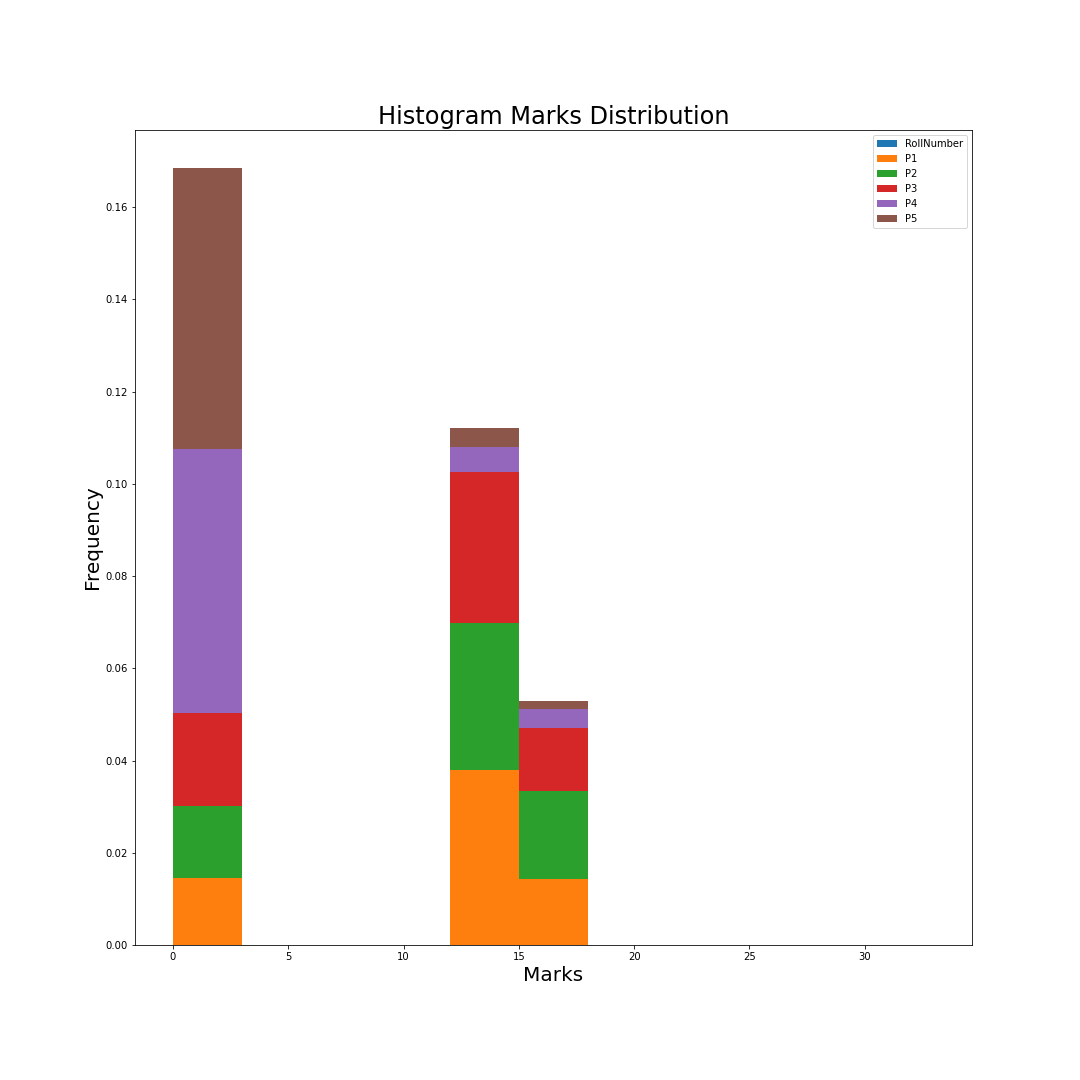 Histogram Marks Distribution
RollNumber
P1
P2
P3
P4
P5
Frequency
0.16
0.14
0.12
0.10
0.08
0.06
0.04
0.02
0.00
0 5 10 15 20 25 30
Marks